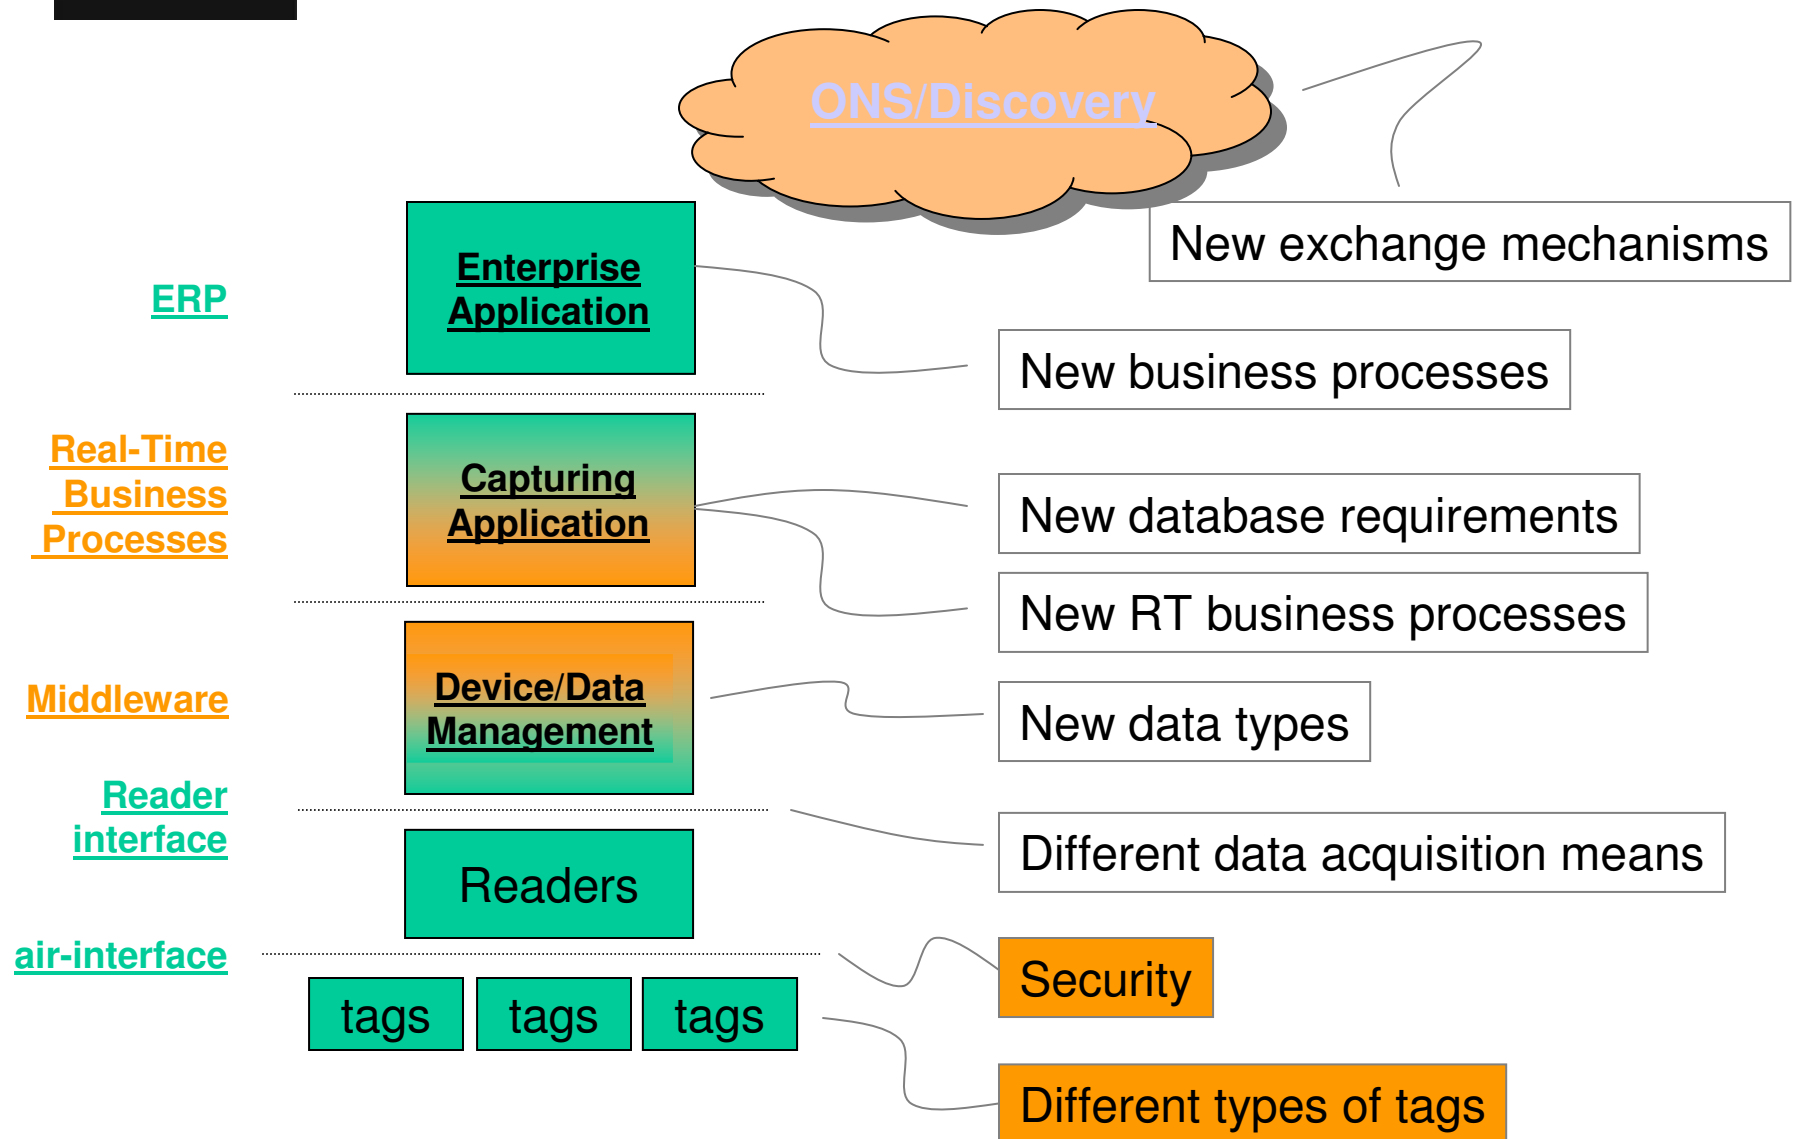 ONS/Discovery
New exchange mechanisms
ERP
Enterprise
Application
New business processes
Real-Time
Business
Processes
Capturing
Application
New database requirements
New RT business processes
Middleware
Device/Data
Management
New data types
Reader
interface
Readers
Different data acquisition means
air-interface
Security
tags
tags
tags
Different types of tags